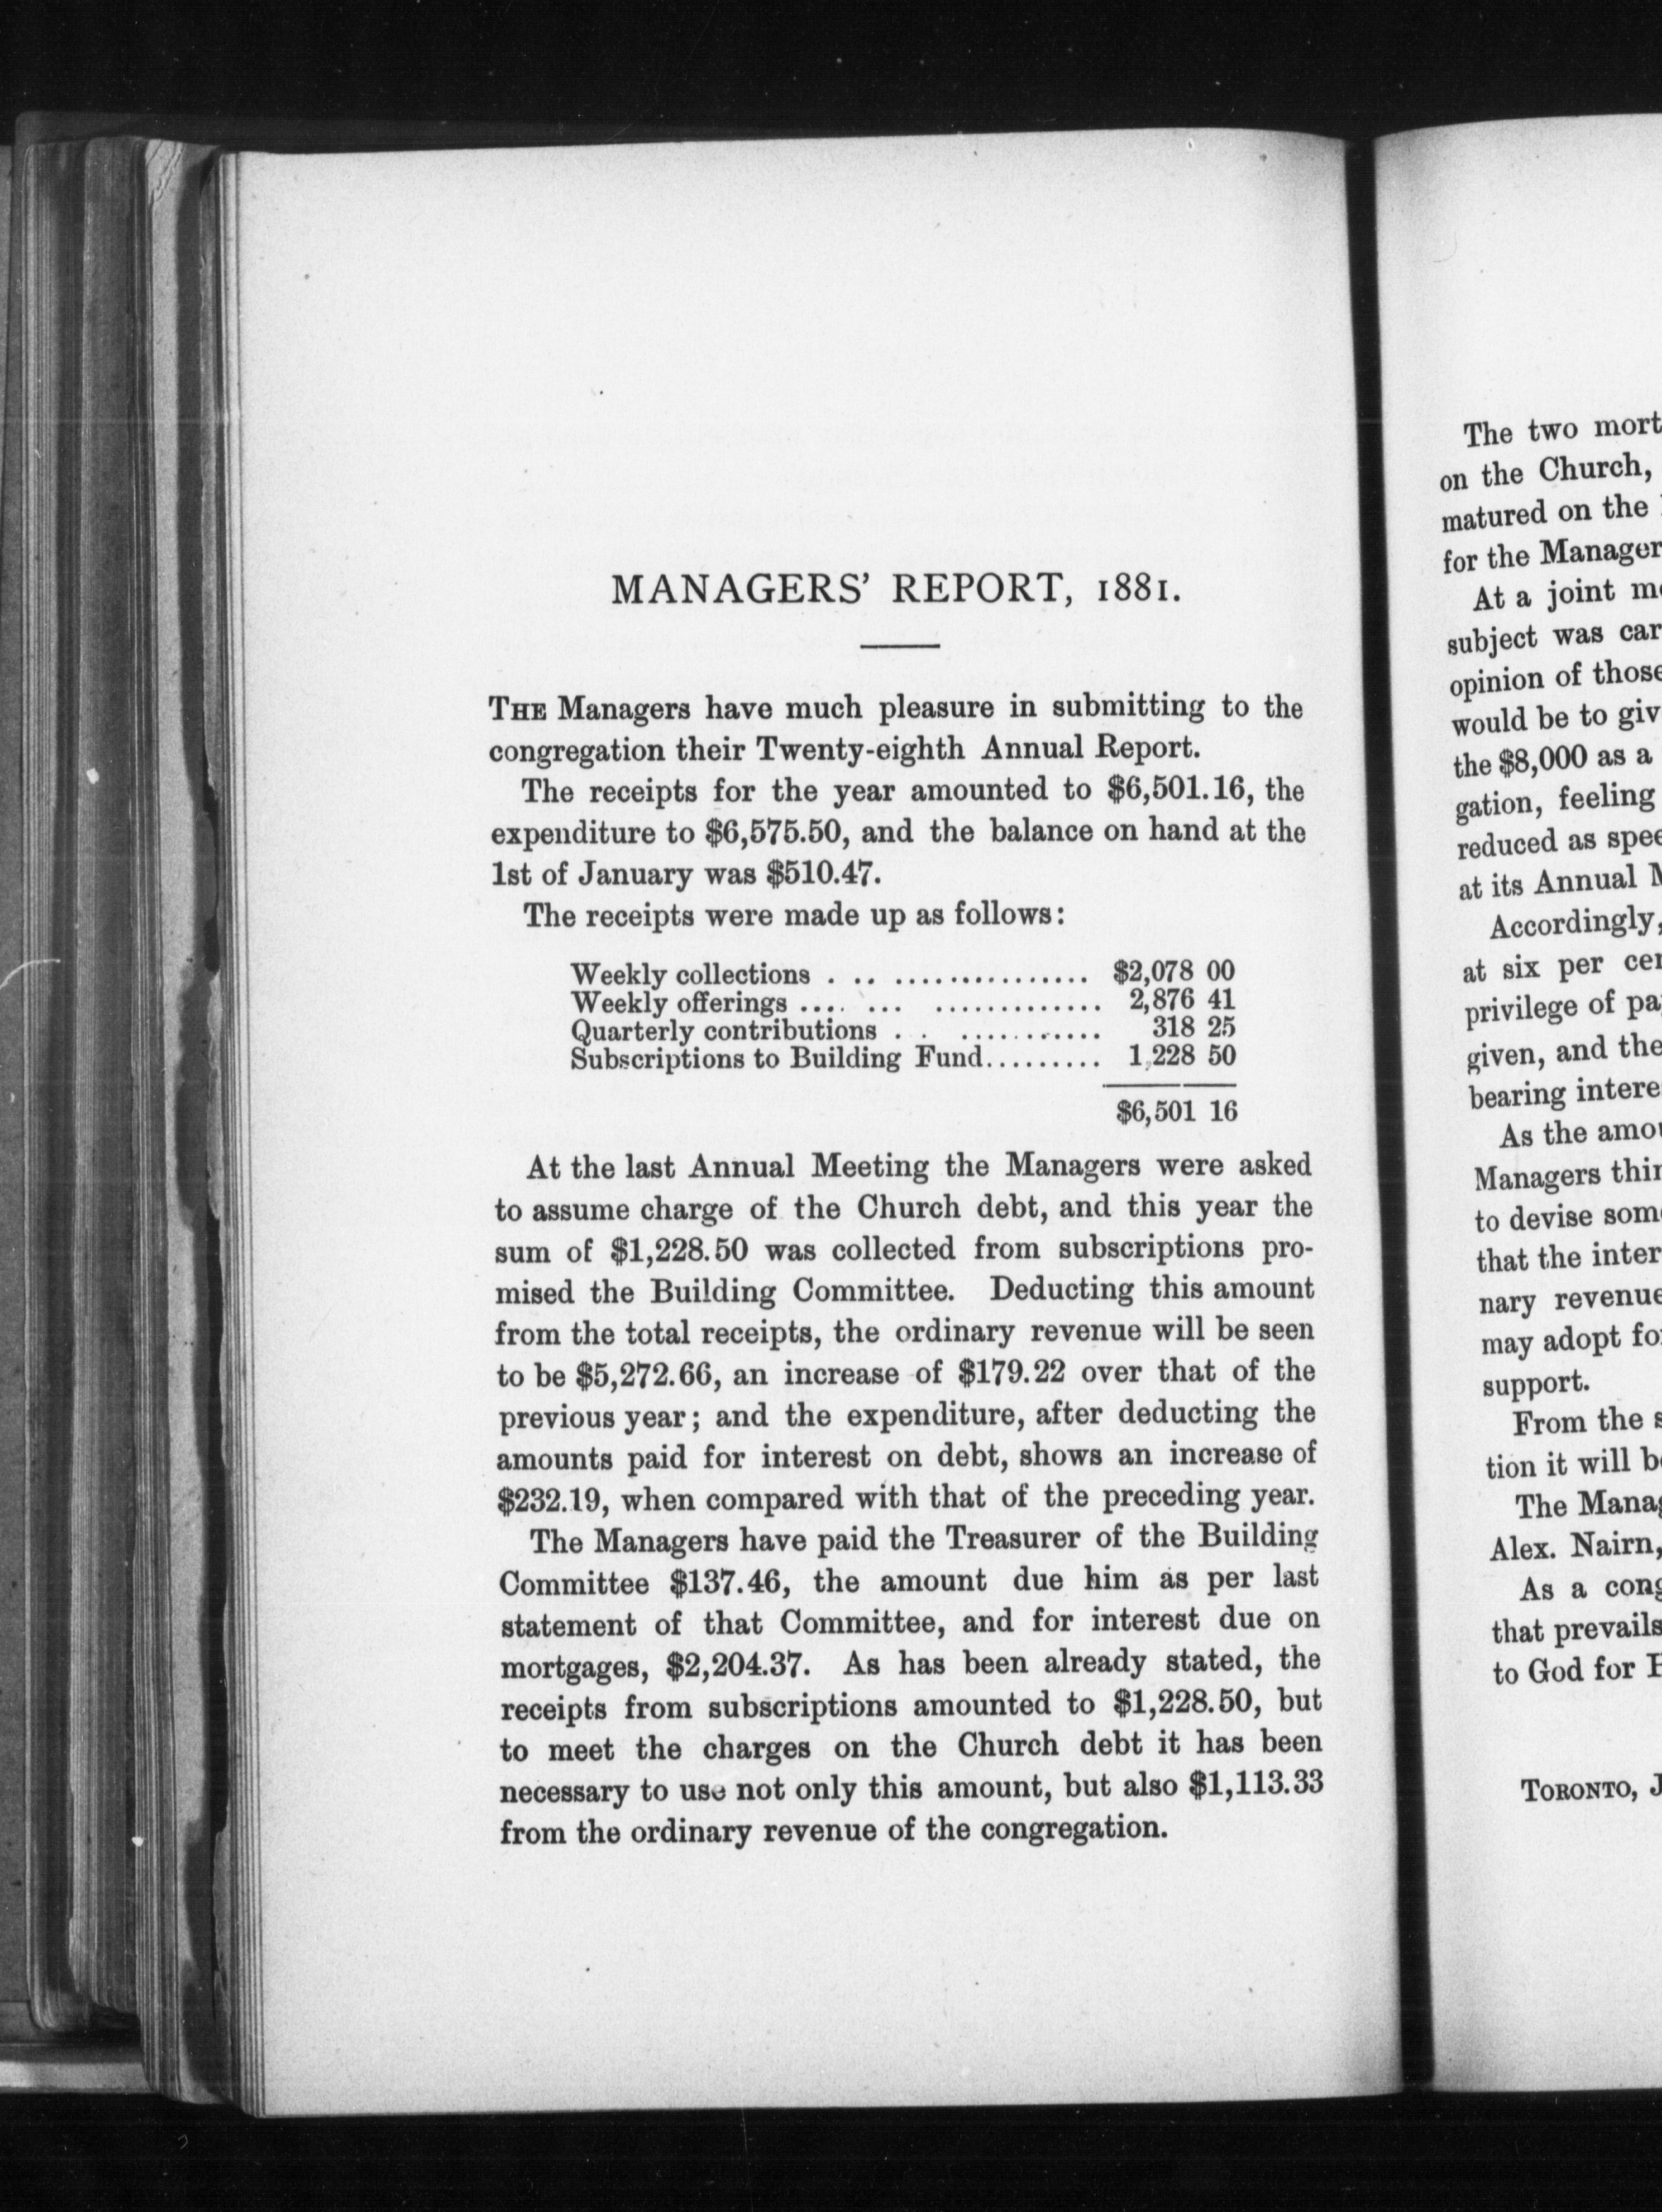 MANAGERS' REPORT, 1881.
THE Managers have much pleasure in submitting to the
congregation their Twenty-eighth Annual Report.
The receipts for the year amounted to $6,501.16, the
expenditure to $6,575.50, and the balance on hand at the
1st of January was $510.47.
The receipts were made up as follows:
Weekly collections . .. ................ $2,078 00
Weekly offerings .... ... .............. 2,876 41
Quarterly contributions . . ............ 318 25
Subscriptions to Building Fund......... 1,228 50
$6,501 16
At the last Annual Meeting the Managers were asked
to assume charge of the Church debt, and this year the
sum of $1,228.50 was collected from subscriptions pro-
mised the Building Committee. Deducting this amount
from the total receipts, the ordinary revenue will be seen
to be $5,272.66, an increase of $179.22 over that of the
previous year; and the expenditure, after deducting the
amounts paid for interest on debt, shows an increase of
$232.19, when compared with that of the preceding year.
The Managers have paid the Treasurer of the Building
Committee $137.46, the amount due him as per last
statement of that Committee, and for interest due on
mortgages, $2,204.37. As has been already stated, the
receipts from subscriptions amounted to $1,228.50, but
to meet the charges on the Church debt it has been
necessary to use not only this amount, but also $1,113.33
from the ordinary revenue of the congregation.
The two mort
on the Church,
matured on the
for the Manager
At a joint m
subject was car
opinion of those
would be to giv
the $8,000 as a
gation, feeling
reduced as spee
at its Annual M
Accordingly,
at six per cen
privilege of pa
given, and the
bearing intere
As the amou
Managers thin
to devise som
that the inter
nary revenue
may adopt fo
support.
From the s
tion it will b
The Manag
Alex. Nairn,
As a cong
that prevails
to God for H
TORONTO, J